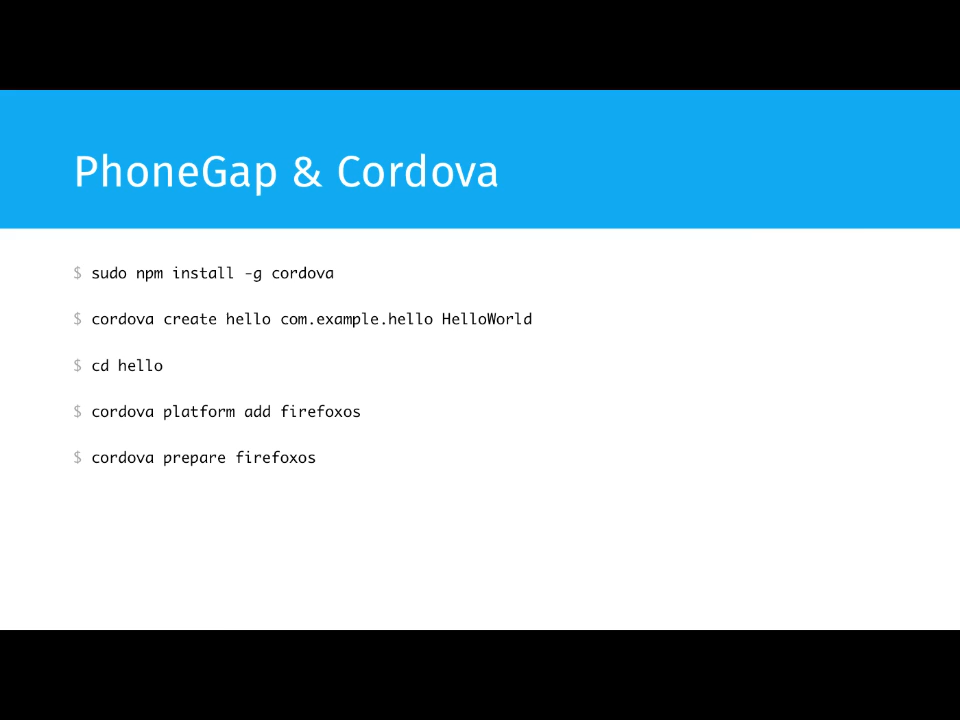 PhoneGap & Cordova
$ sudo npm install -g cordova
$ cordova create hello com.example.hello HelloWorld
$ cd hello
$ cordova platform add firefoxos
$ cordova prepare firefoxos